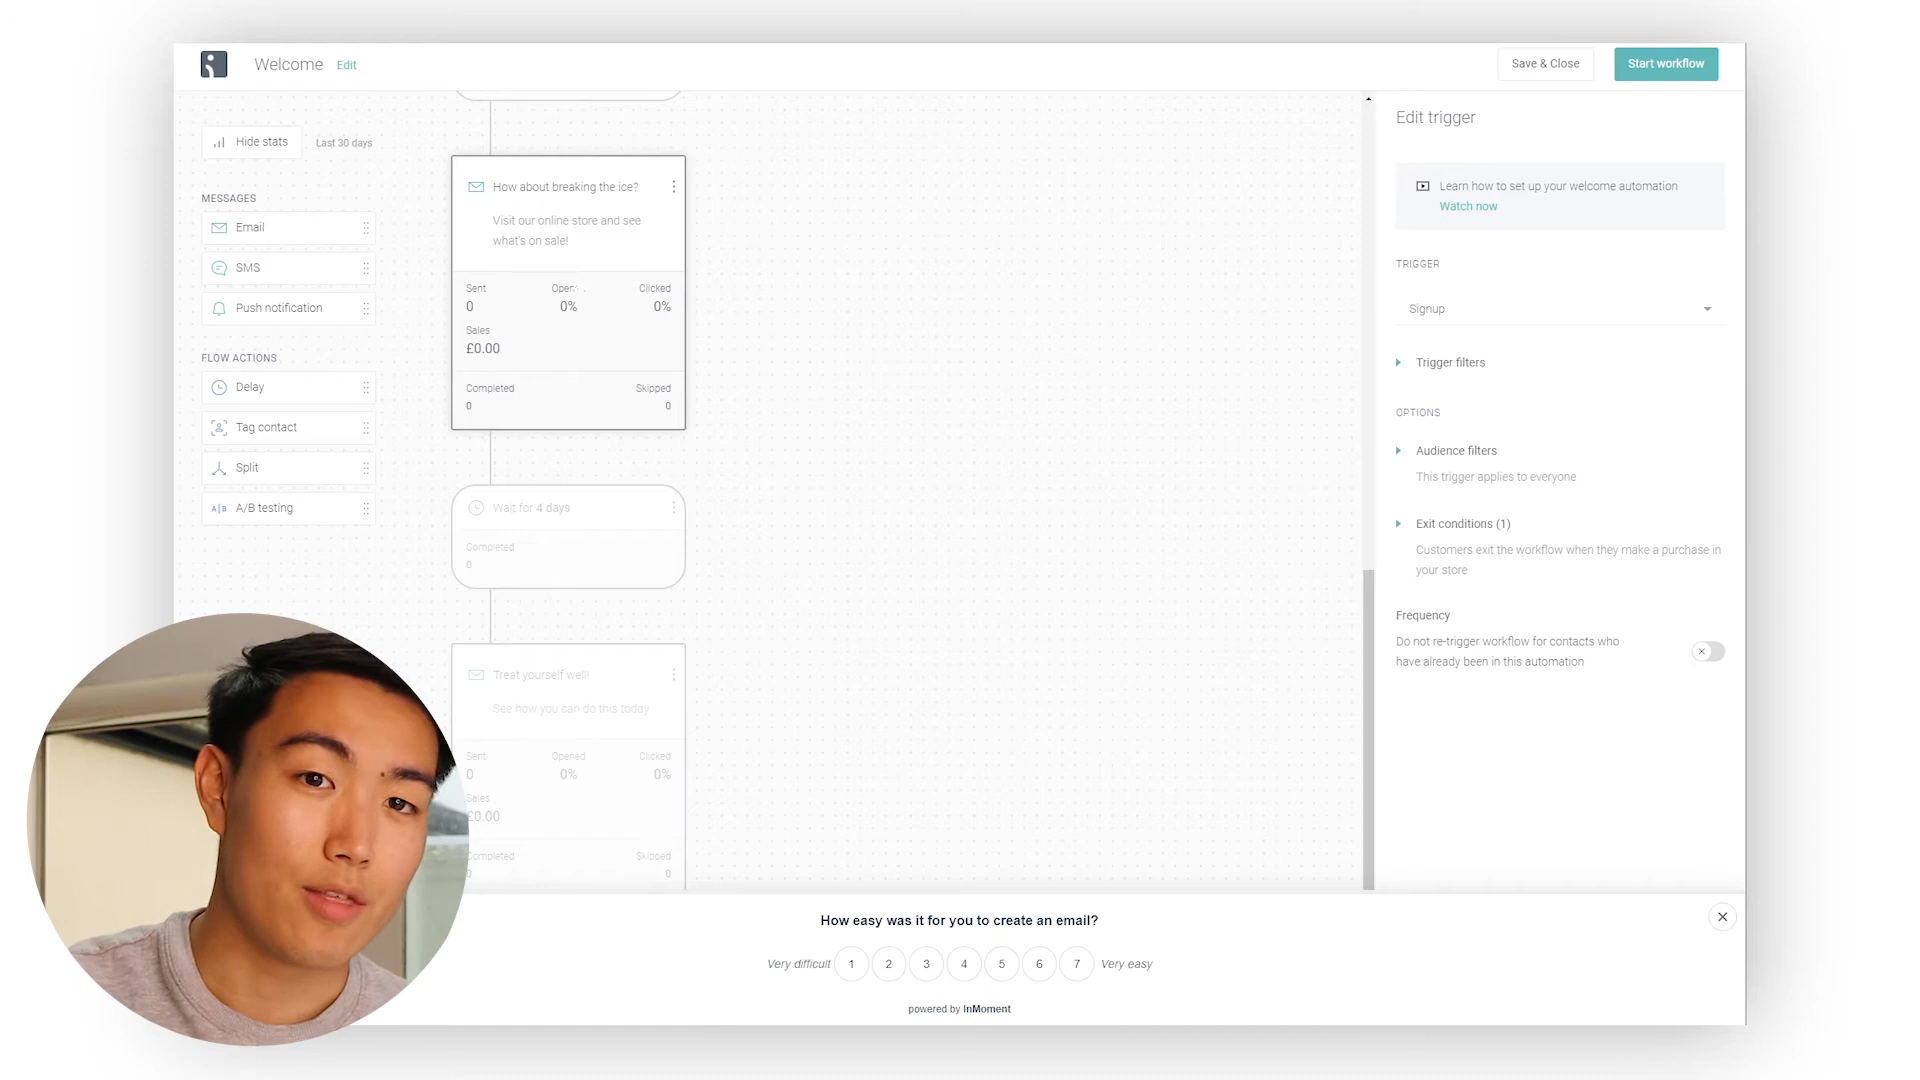 Welcome Edit
Save & Close
Start workflow
Hide stats
Last 30 days
MESSAGES
Email
SMS
Push notification
FLOW ACTIONS
Delay
Tag contact
Split
A|B A/B testing
How about breaking the ice?
Visit our online store and see
what's on sale!
Sent Opened Clicked
0 0% 0%
Sales
£0.00
Completed Skipped
0 0
Wait for 4 days
Completed
0
Treat yourself well!
See how you can do this today
Sent Opened Clicked
0 0% 0%
Sales
£0.00
Completed Skipped
0 0
Edit trigger
Learn how to set up your welcome automation
Watch now
TRIGGER
Signup
Trigger filters
OPTIONS
Audience filters
This trigger applies to everyone
Exit conditions (1)
Customers exit the workflow when they make a purchase in
your store
Frequency
Do not re-trigger workflow for contacts who
have already been in this automation
How easy was it for you to create an email?
Very difficult 1 2 3 4 5 6 7 Very easy
powered by InMoment